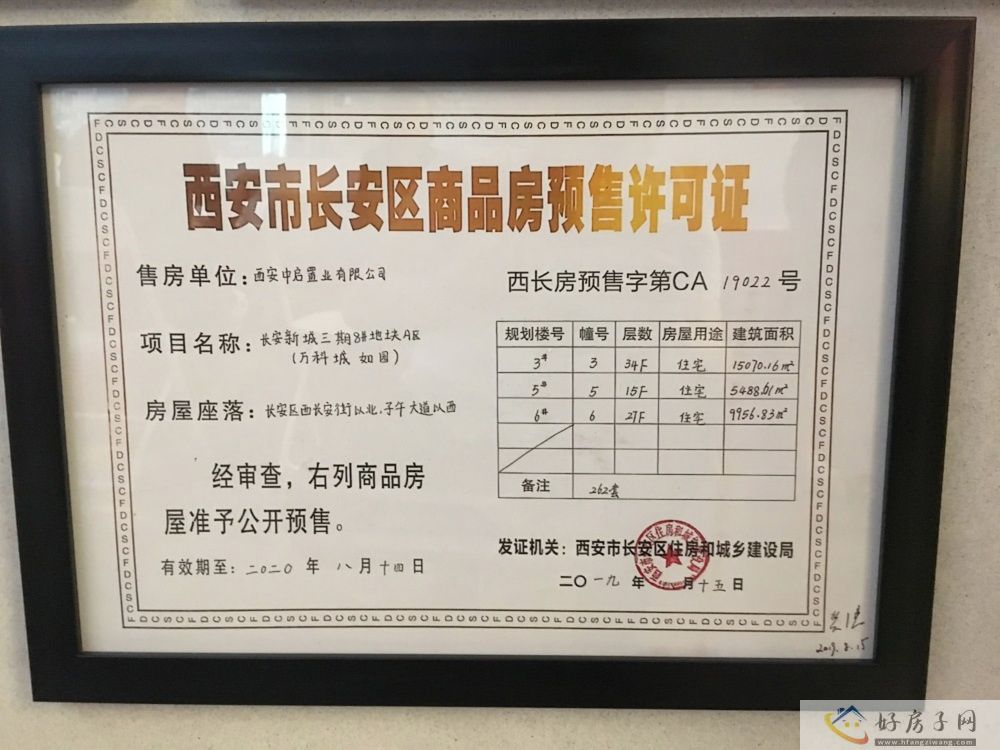 西安市长安区商品房预售许可证
售房单位：西安中启置业有限公司
西长房预售字第CA 19022 号
项目名称：长安新城三期8#地块A区
(万科城 如园)
房屋座落：长安区西长安街以北，子午大道以西
规划楼号 幢号 层数 房屋用途 建筑面积
3# 3 34F 住宅 15070.16㎡
5# 5 15F 住宅 5488.61㎡
6# 6 27F 住宅 9956.83㎡
备注 262套
经审查，右列商品房
屋准予公开预售。
有效期至：二〇二〇 年 八 月 十四 日
发证机关：西安市长安区住房和城乡建设局
二〇一九 年 月 十五 日
2019.8.15
好房子网
www.hfangziwang.com